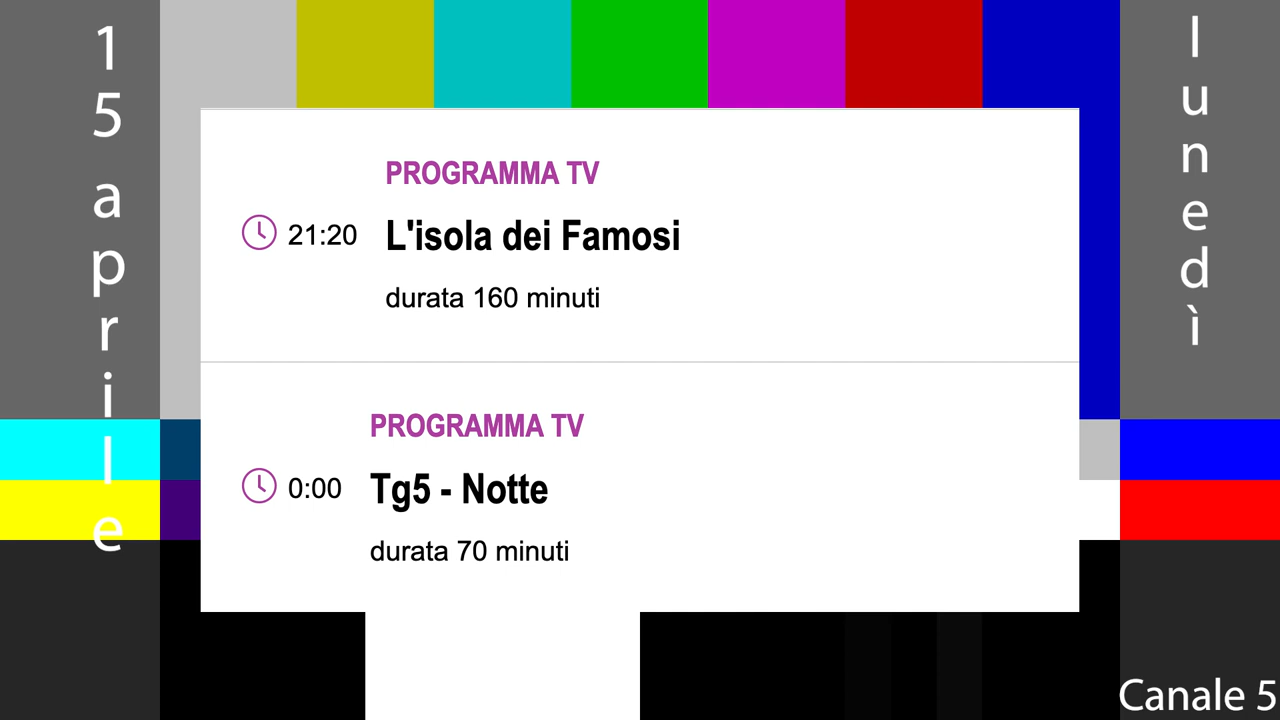 15 aprile
lunedì
PROGRAMMA TV
21:20
L'isola dei Famosi
durata 160 minuti
PROGRAMMA TV
0:00
Tg5 - Notte
durata 70 minuti
Canale 5